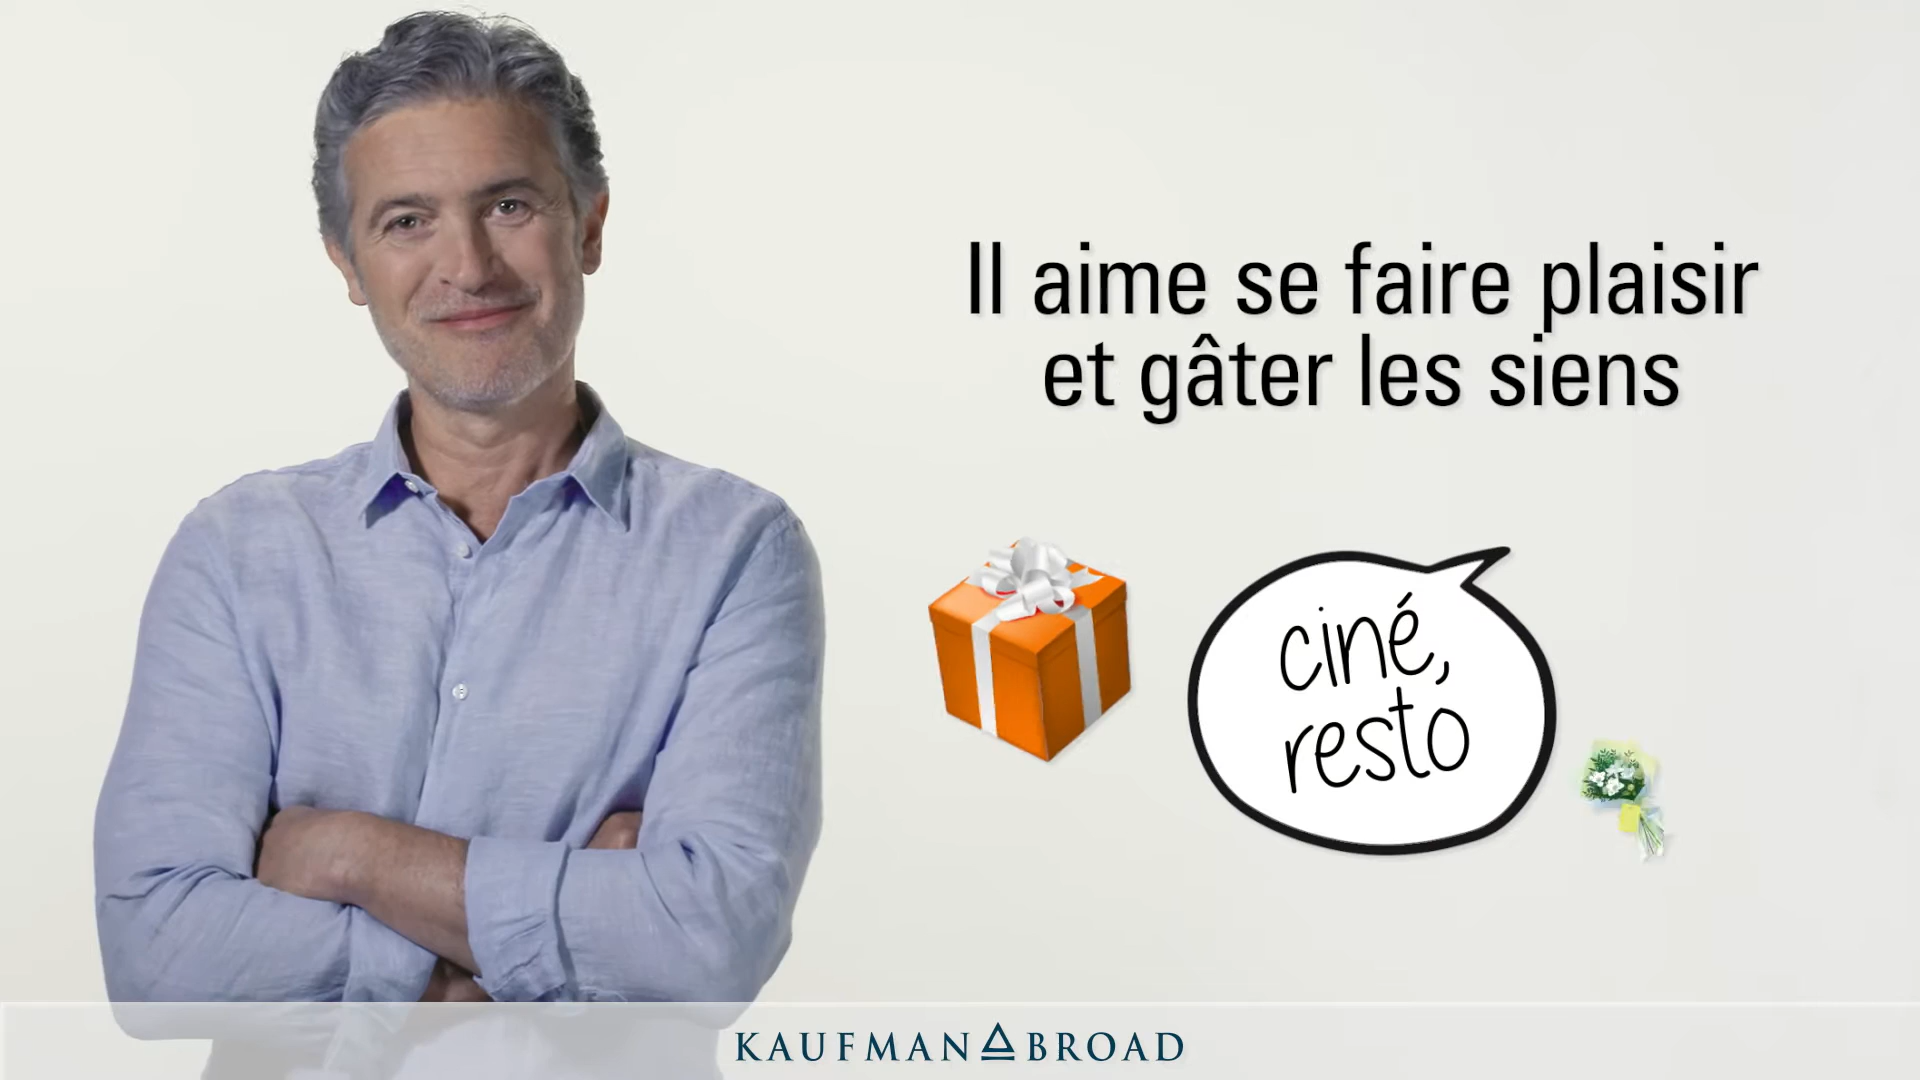 Il aime se faire plaisir
et gâter les siens
ciné,
resto
KAUFMAN BROAD